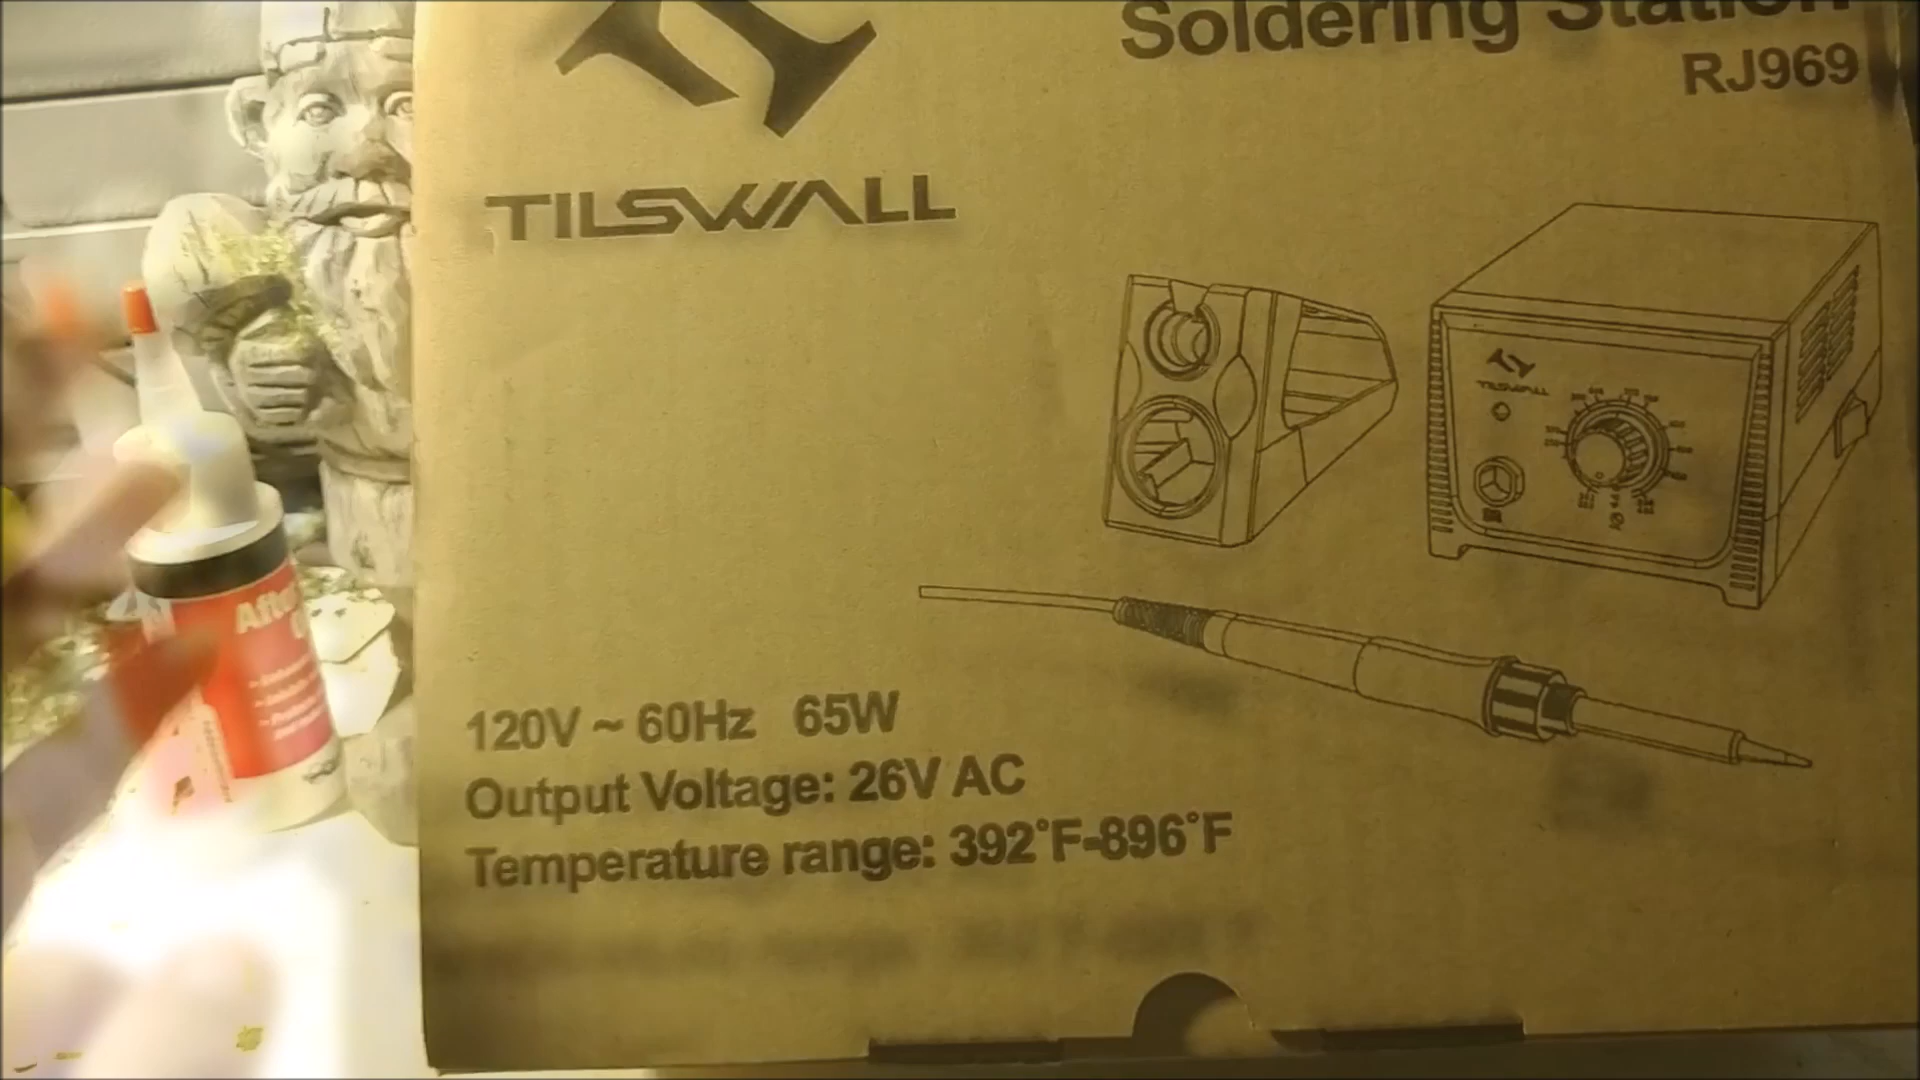 Soldering Station
RJ969
TILSWALL
TILSWALL
120V ~ 60Hz 65W
Output Voltage: 26V AC
Temperature range: 392°F-896°F